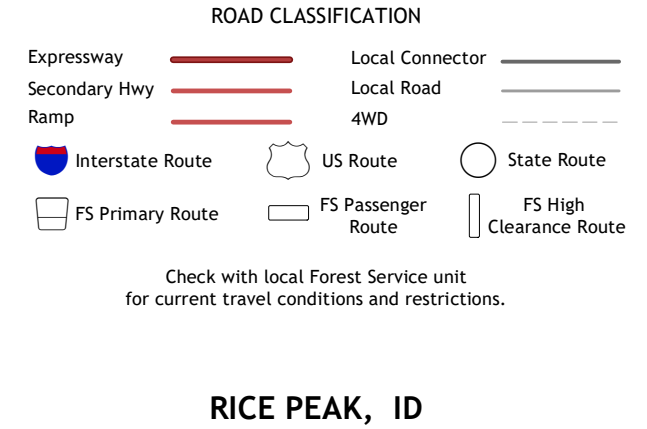 ROAD CLASSIFICATION
Expressway
Local Connector
Secondary Hwy
Local Road
Ramp
4WD
Interstate Route
US Route
State Route
FS Primary Route
FS Passenger
Route
FS High
Clearance Route
Check with local Forest Service unit
for current travel conditions and restrictions.
RICE PEAK, ID